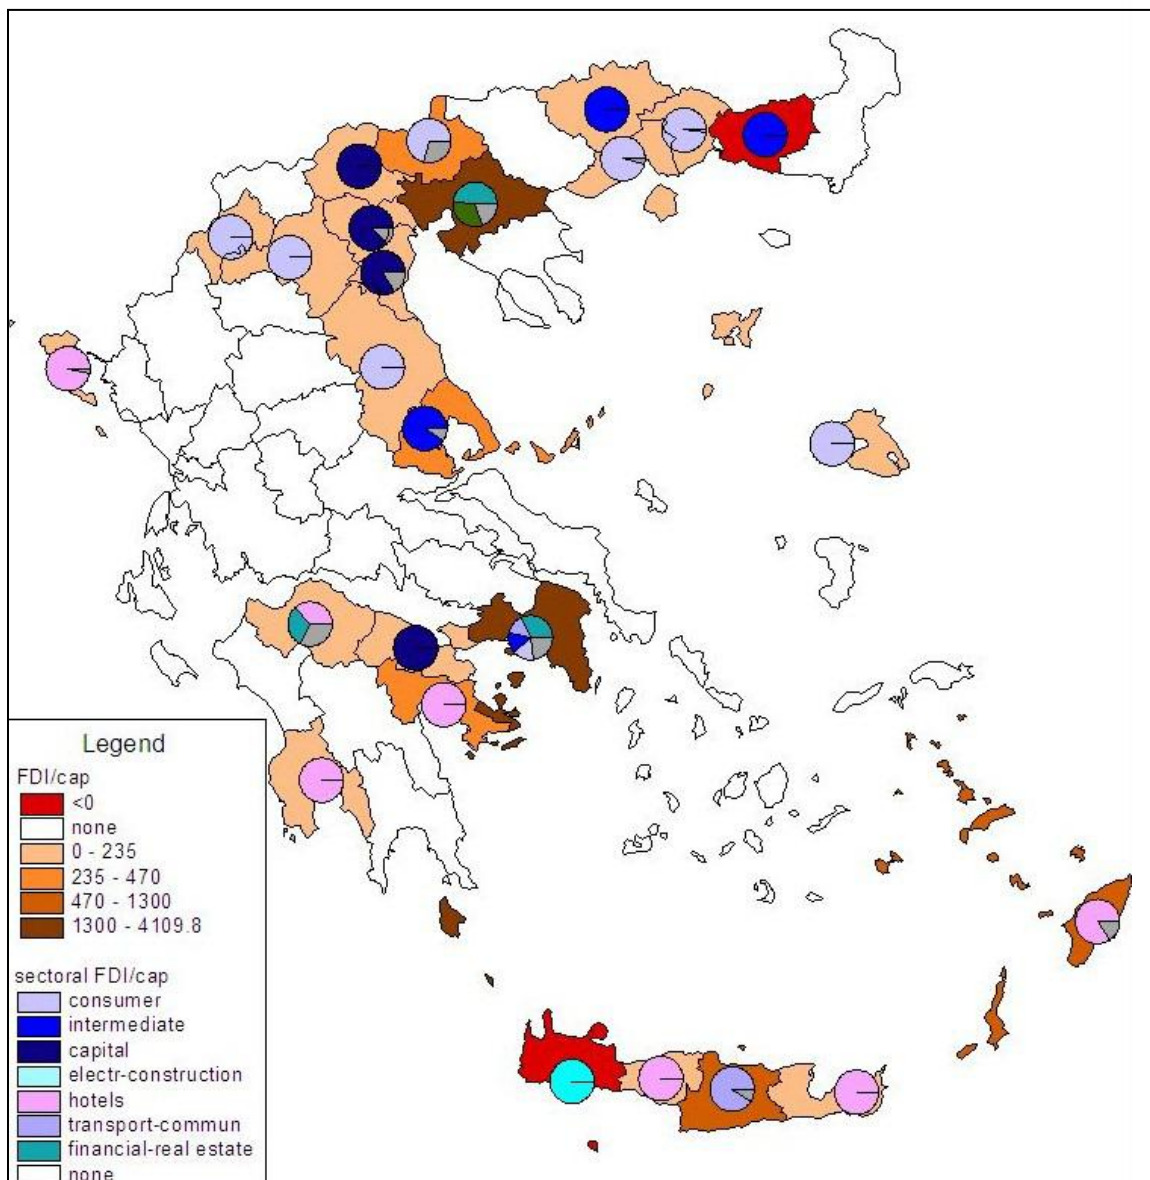 Legend
FDI/cap
<0
none
0 - 235
235 - 470
470 - 1300
1300 - 4109.8
sectoral FDI/cap
consumer
intermediate
capital
electr-construction
hotels
transport-commun
financial-real estate
none